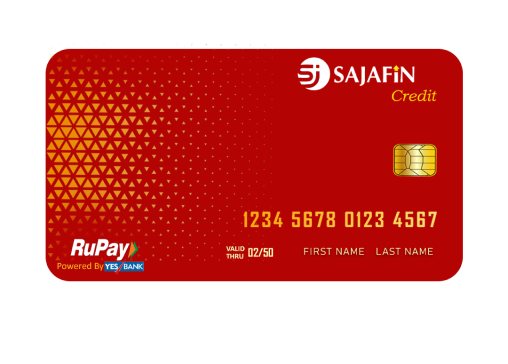 SJ SAJAFIN
Credit
1234 5678 0123 4567
RuPay
Powered By YES BANK
VALID THRU 02/50
FIRST NAME LAST NAME